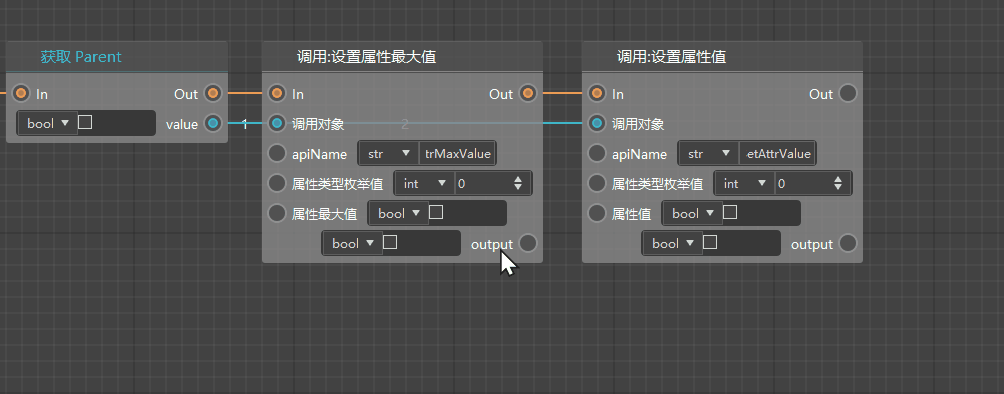 获取 Parent
In
Out
bool
value
1
调用:设置属性最大值
In
Out
调用对象
2
apiName
str
trMaxValue
属性类型枚举值
int
0
属性最大值
bool
bool
output
调用:设置属性值
In
Out
调用对象
apiName
str
etAttrValue
属性类型枚举值
int
0
属性值
bool
bool
output